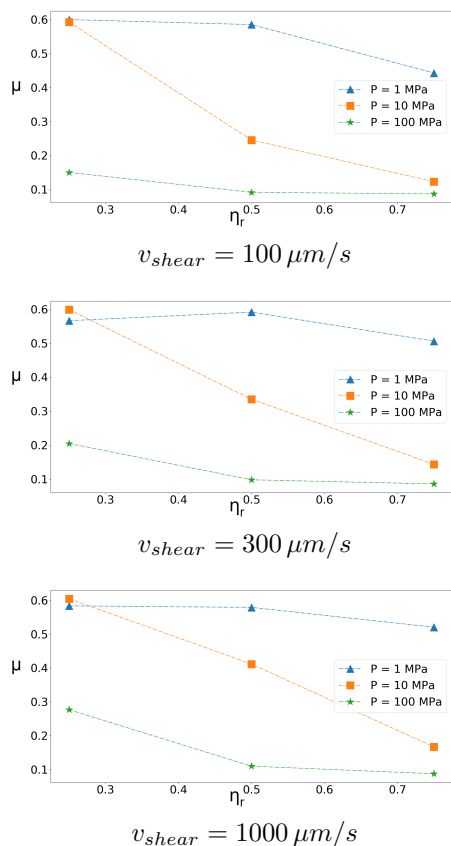 0.6
0.5
μ
0.4
P = 1 MPa
P = 10 MPa
0.3
P = 100 MPa
0.2
0.1
0.3 0.4 0.5 0.6 0.7
ηr
v_shear = 100 μm/s
0.6
0.5
μ
0.4
P = 1 MPa
P = 10 MPa
0.3
P = 100 MPa
0.2
0.1
0.3 0.4 0.5 0.6 0.7
ηr
v_shear = 300 μm/s
0.6
0.5
μ
0.4
P = 1 MPa
P = 10 MPa
0.3
P = 100 MPa
0.2
0.1
0.3 0.4 0.5 0.6 0.7
ηr
v_shear = 1000 μm/s